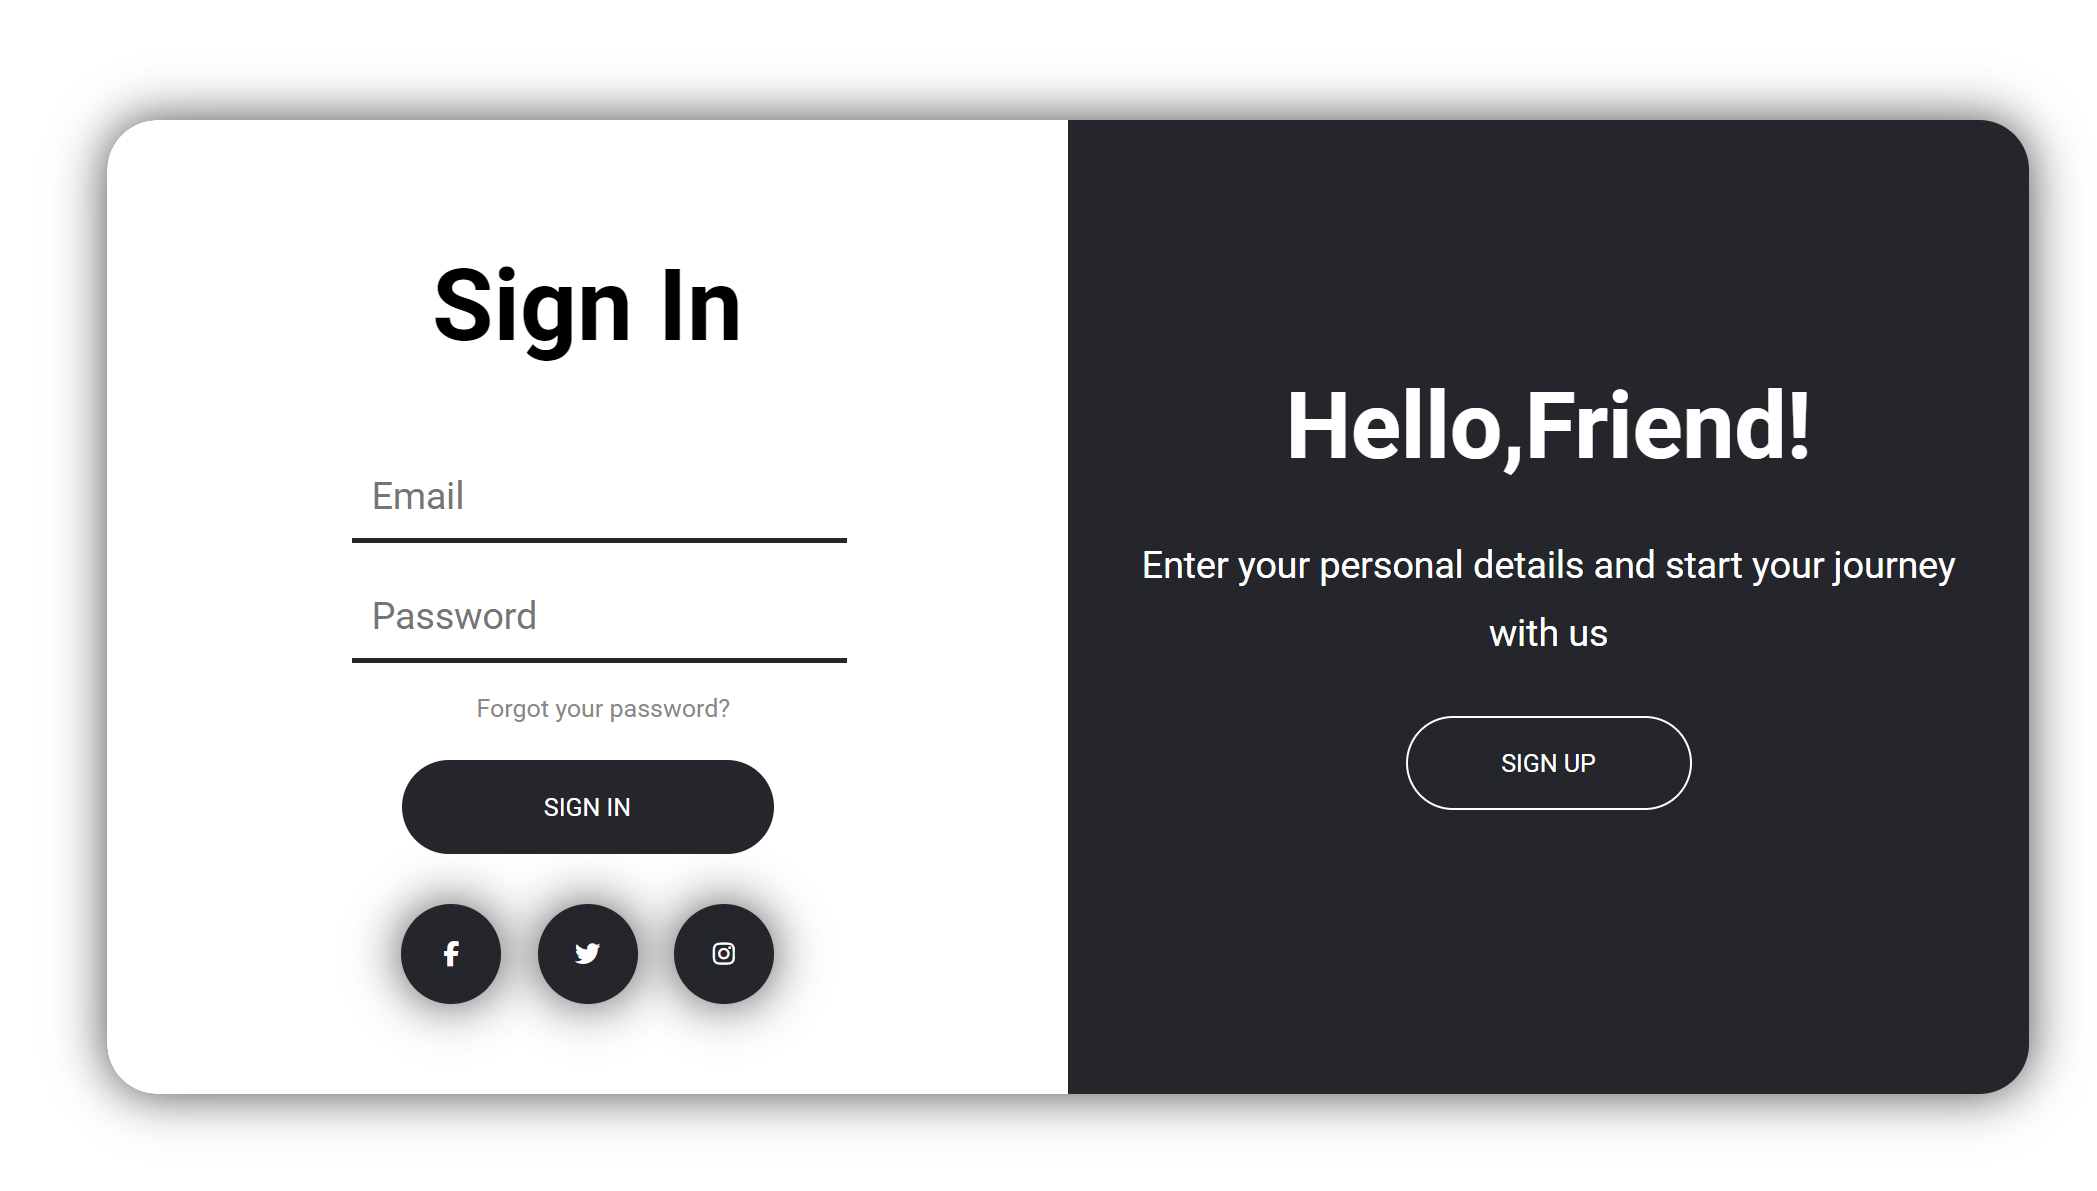 Sign In
Email
Password
Forgot your password?
SIGN IN
Hello,Friend!
Enter your personal details and start your journey
with us
SIGN UP